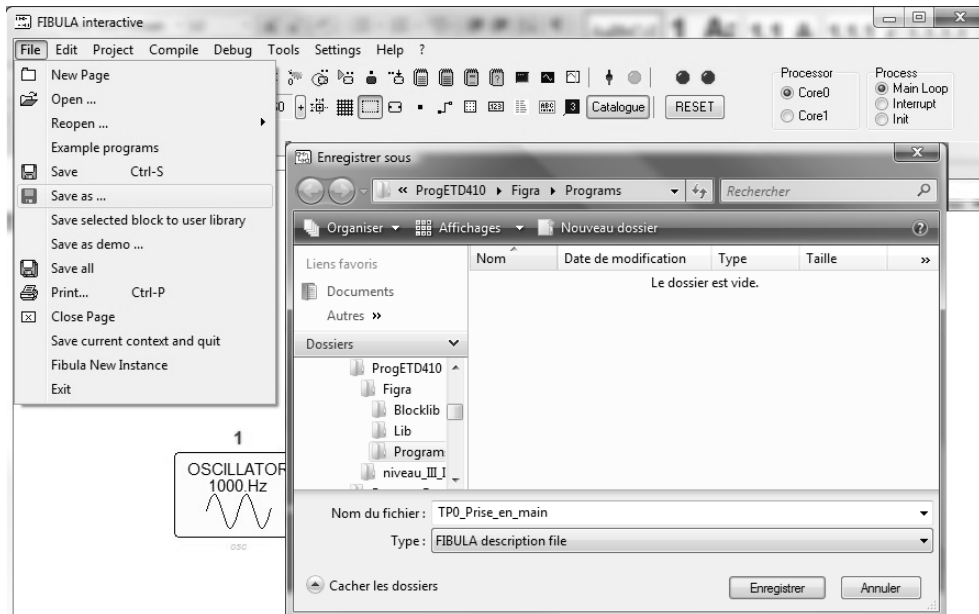 FIBULA interactive
File Edit Project Compile Debug Tools Settings Help ?
New Page
Open ...
Reopen ...
Example programs
Save Ctrl-S
Save as ...
Save selected block to user library
Save as demo ...
Save all
Print... Ctrl-P
Close Page
Save current context and quit
Fibula New Instance
Exit
Catalogue RESET
Processor
Core0
Core1
Process
Main Loop
Interrupt
Init
Enregistrer sous
« ProgETD410 Figra Programs Rechercher
Organiser Affichages Nouveau dossier
Liens favoris
Documents
Autres »
Dossiers
ProgETD410
Figra
Blocklib
Lib
Program
niveau_III_I
Nom Date de modification Type Taille »
Le dossier est vide.
Nom du fichier : TP0_Prise_en_main
Type : FIBULA description file
Cacher les dossiers Enregistrer Annuler
1
OSCILLATOR
1000.Hz
osc